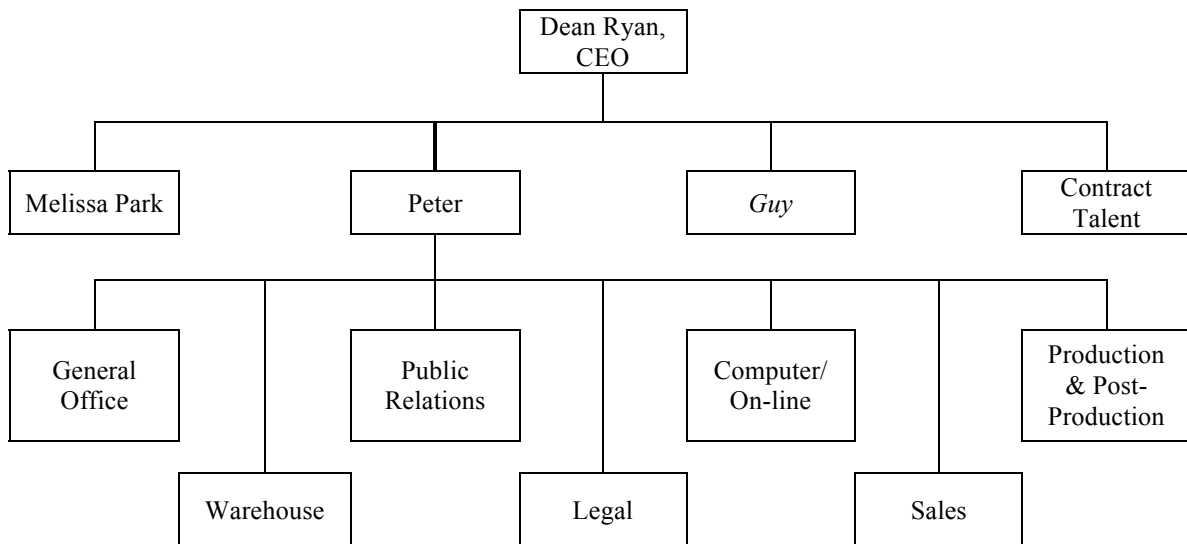 Dean Ryan,
CEO
Melissa Park
Peter
Guy
Contract
Talent
General
Office
Public
Relations
Computer/
On-line
Production
& Post-
Production
Warehouse
Legal
Sales